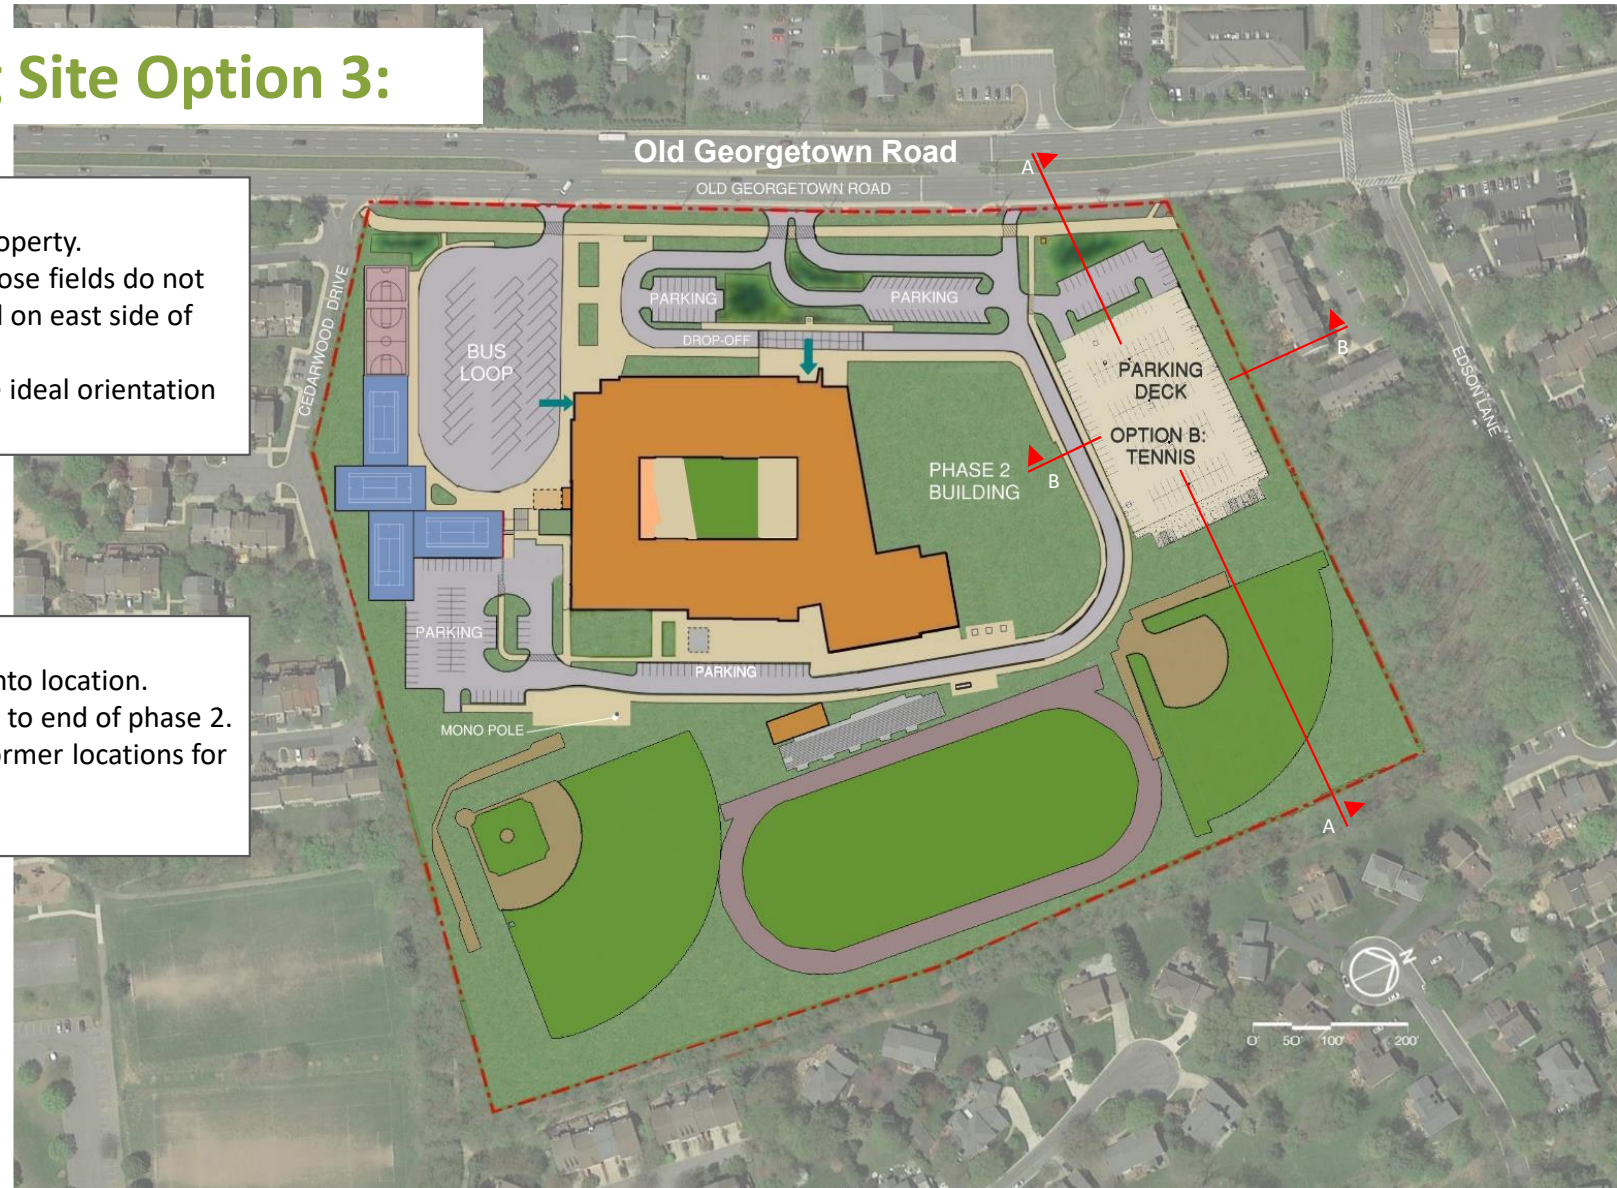 Site Option 3:
operty.
ose fields do not
on east side of
ideal orientation
nto location.
to end of phase 2.
ormer locations for
Old Georgetown Road
OLD GEORGETOWN ROAD
CEDARWOOD DRIVE
EDSON LANE
A
B
B
A
PARKING
PARKING
DROP-OFF
BUS
LOOP
PARKING
DECK
OPTION B:
TENNIS
PHASE 2
BUILDING
PARKING
PARKING
MONO POLE
N
0' 50' 100' 200'